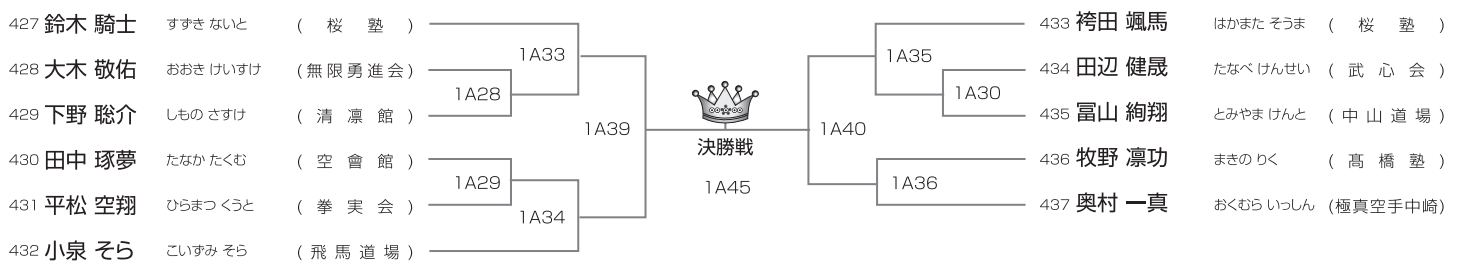 427 鈴木 騎士 すずき ないと (桜塾)
428 大木 敬佑 おおき けいすけ (無限勇進会)
429 下野 聡介 しもの さすけ (清凛館)
430 田中 琢夢 たなか たくむ (空會館)
431 平松 空翔 ひらまつ くうと (拳実会)
432 小泉 そら こいずみ そら (飛馬道場)
1A33
1A28
1A29
1A34
1A39
決勝戦
1A45
1A40
1A35
1A30
1A36
433 袴田 颯馬 はかまた そうま (桜塾)
434 田辺 健晟 たなべ けんせい (武心会)
435 冨山 絢翔 とみやま けんと (中山道場)
436 牧野 凛功 まきの りく (髙橋塾)
437 奥村 一真 おくむら いっしん (極真空手中崎)